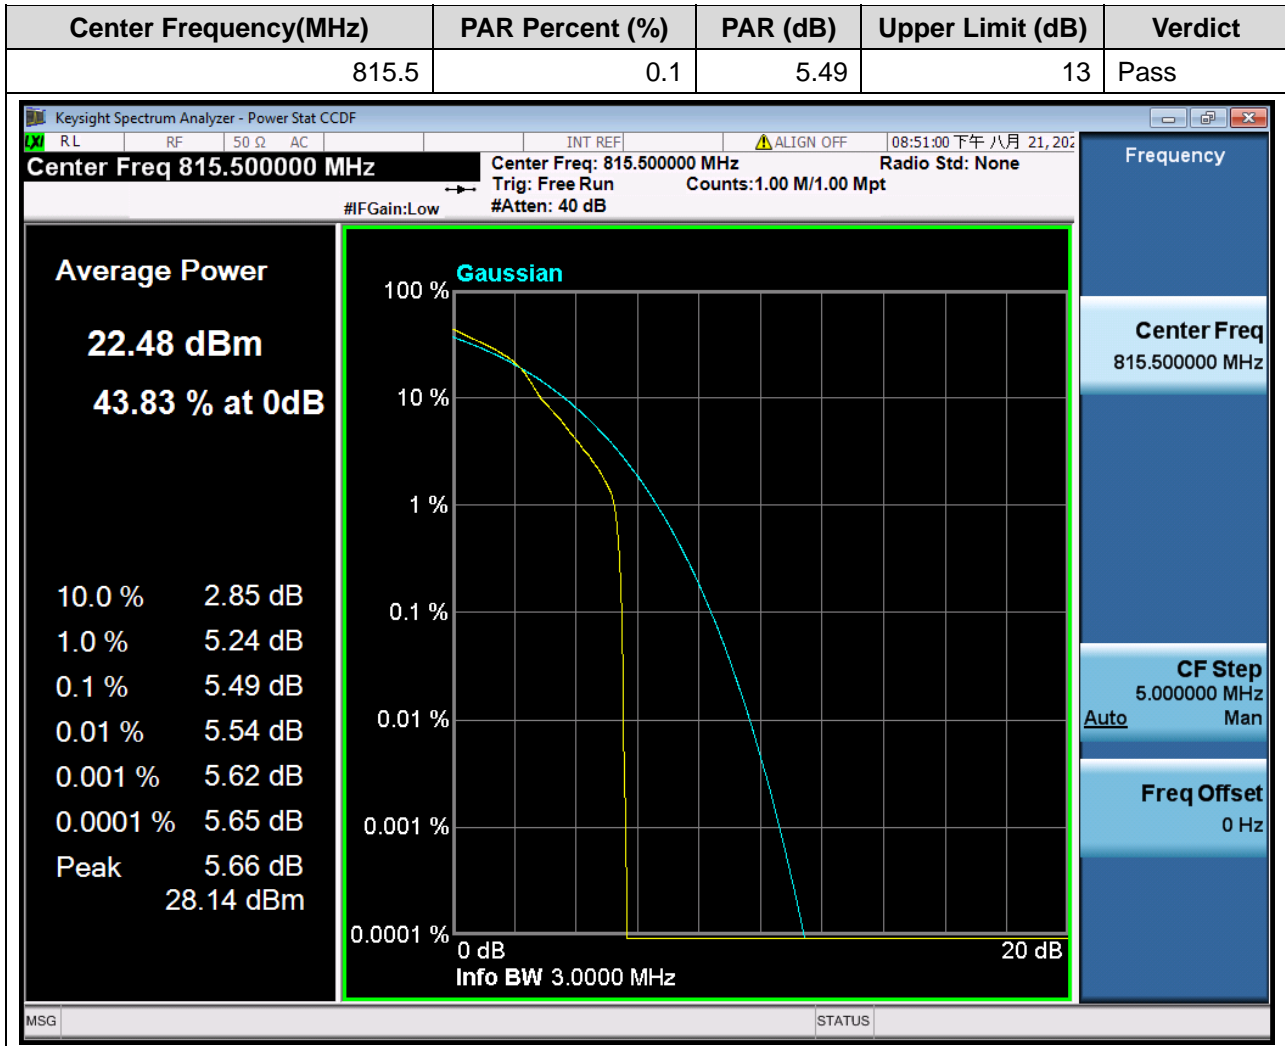 Center Frequency(MHz) PAR Percent (%) PAR (dB) Upper Limit (dB) Verdict
815.5 0.1 5.49 13 Pass
Keysight Spectrum Analyzer - Power Stat CCDF
LXI RL RF 50 Ω AC INT REF ALIGN OFF 08:51:00 下午 八月 21, 202
Center Freq 815.500000 MHz
Center Freq: 815.500000 MHz Radio Std: None
Trig: Free Run Counts:1.00 M/1.00 Mpt
#IFGain:Low #Atten: 40 dB
Average Power
22.48 dBm
43.83 % at 0dB
10.0 % 2.85 dB
1.0 % 5.24 dB
0.1 % 5.49 dB
0.01 % 5.54 dB
0.001 % 5.62 dB
0.0001 % 5.65 dB
Peak 5.66 dB
28.14 dBm
Gaussian
100 %
10 %
1 %
0.1 %
0.01 %
0.001 %
0.0001 %
0 dB 20 dB
Info BW 3.0000 MHz
Frequency
Center Freq
815.500000 MHz
CF Step
5.000000 MHz
Auto Man
Freq Offset
0 Hz
MSG STATUS